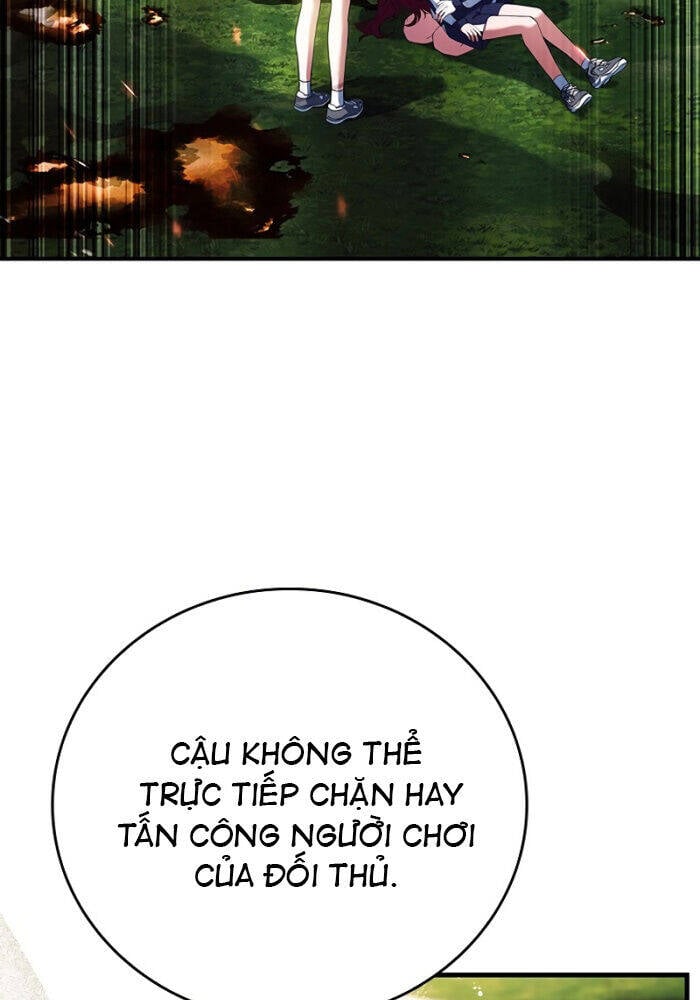 CẬU KHÔNG THỂ
TRỰC TIẾP CHẶN HAY
TẤN CÔNG NGƯỜI CHƠI
CỦA ĐỐI THỦ.